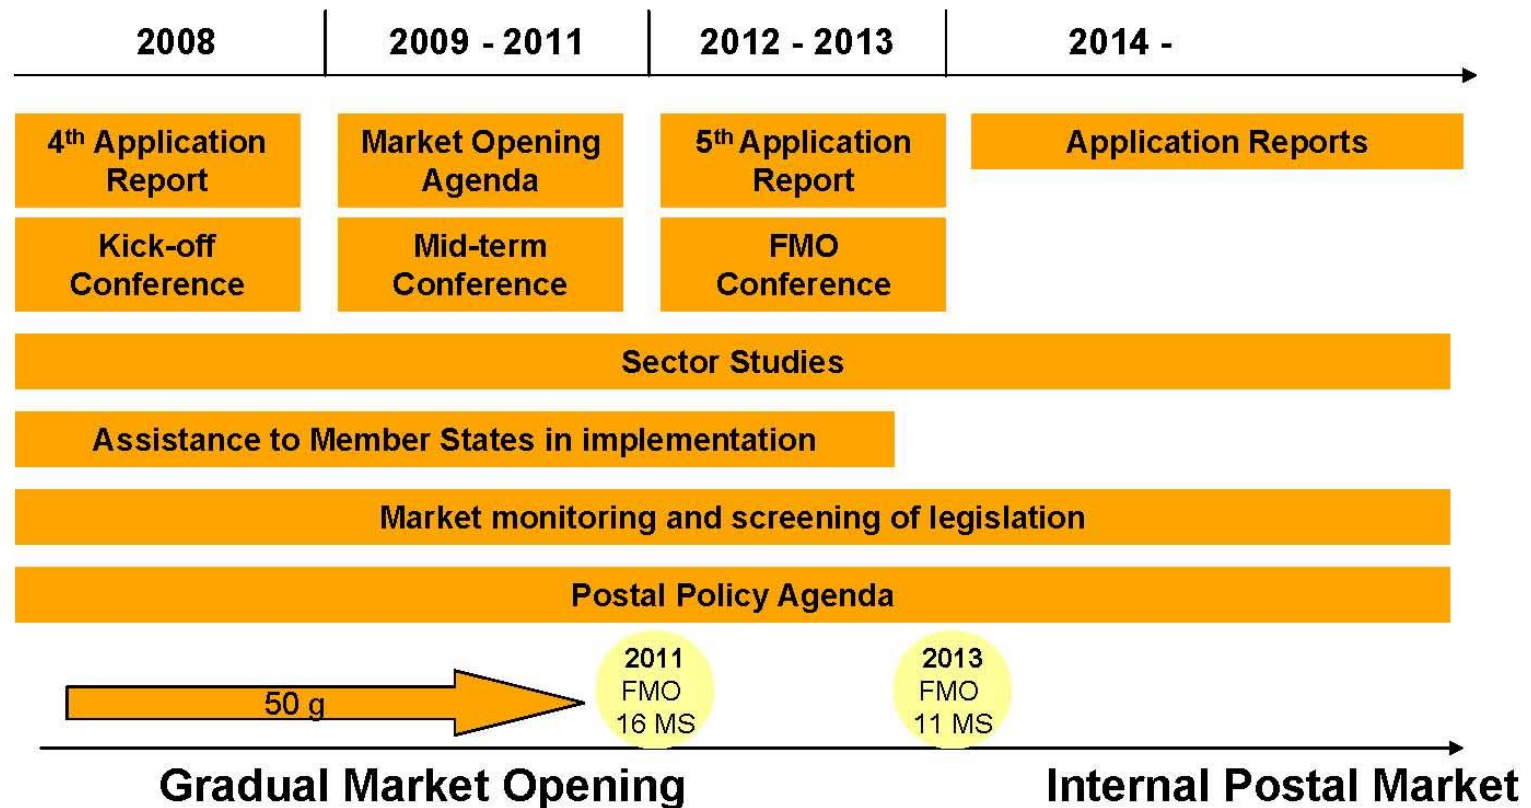 2008
2009 - 2011
2012 - 2013
2014 -
4th Application
Report
Market Opening
Agenda
5th Application
Report
Application Reports
Kick-off
Conference
Mid-term
Conference
FMO
Conference
Sector Studies
Assistance to Member States in implementation
Market monitoring and screening of legislation
Postal Policy Agenda
50 g
2011
FMO
16 MS
2013
FMO
11 MS
Gradual Market Opening
Internal Postal Market